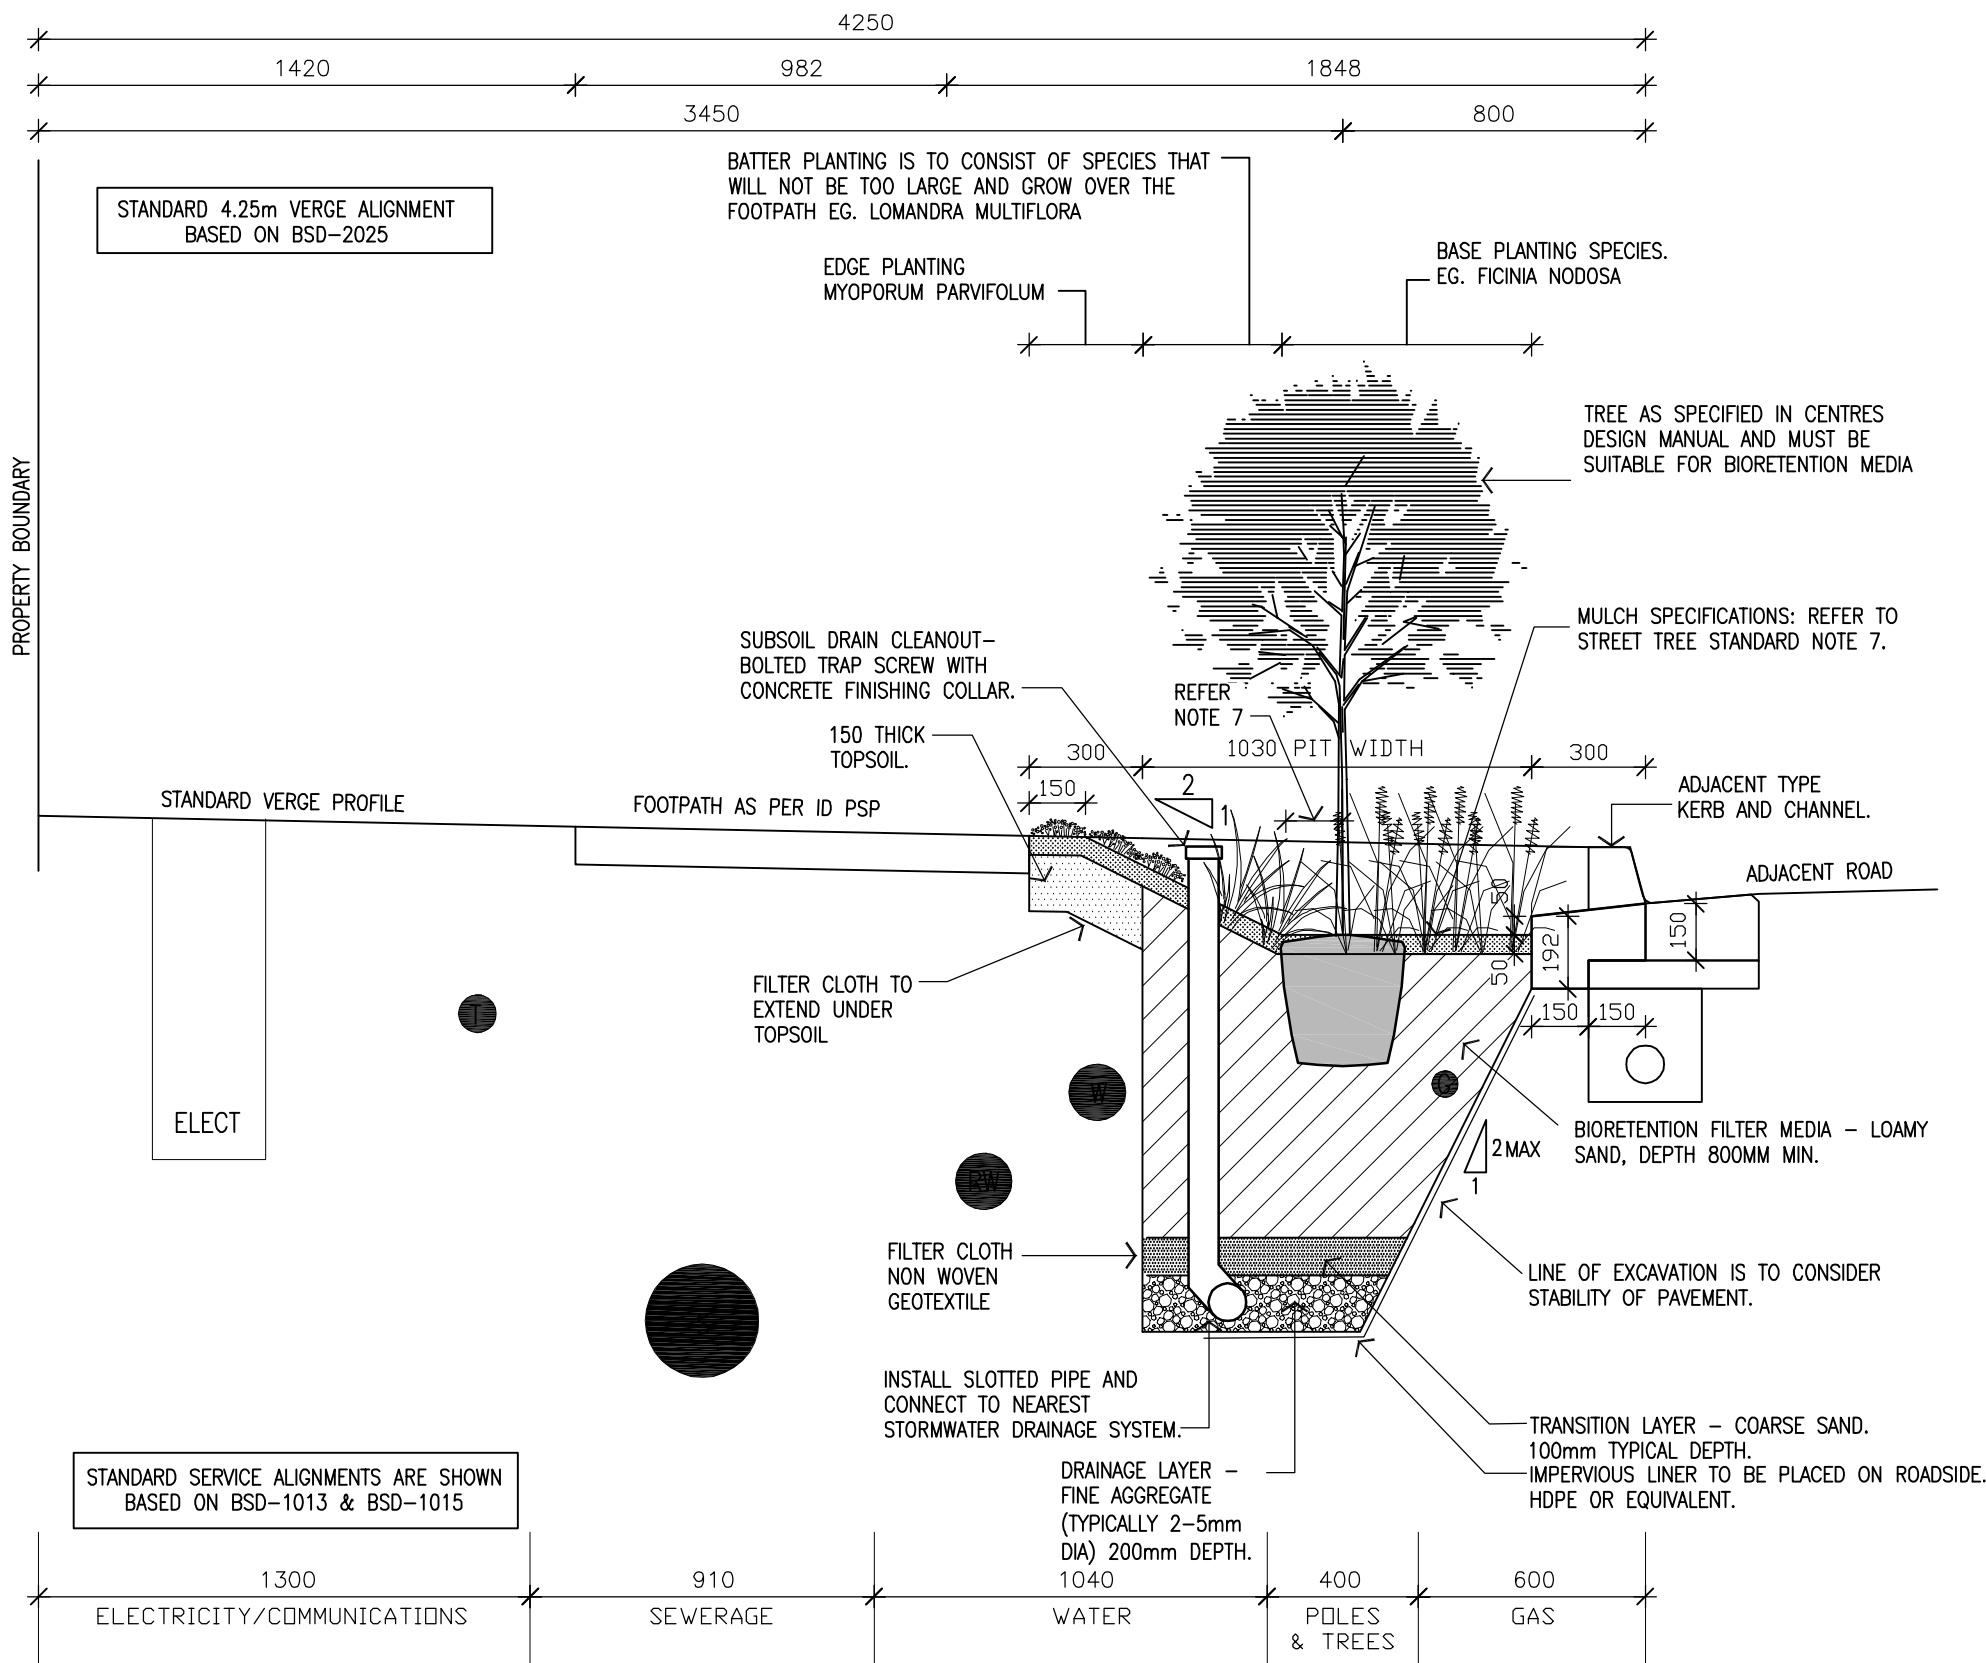 4250
1420
982
1848
3450
800
BATTER PLANTING IS TO CONSIST OF SPECIES THAT
WILL NOT BE TOO LARGE AND GROW OVER THE
FOOTPATH EG. LOMANDRA MULTIFLORA
STANDARD 4.25m VERGE ALIGNMENT
BASED ON BSD-2025
EDGE PLANTING
MYOPORUM PARVIFOLUM
BASE PLANTING SPECIES.
EG. FICINIA NODOSA
TREE AS SPECIFIED IN CENTRES
DESIGN MANUAL AND MUST BE
SUITABLE FOR BIORETENTION MEDIA
PROPERTY BOUNDARY
MULCH SPECIFICATIONS: REFER TO
STREET TREE STANDARD NOTE 7.
SUBSOIL DRAIN CLEANOUT-
BOLTED TRAP SCREW WITH
CONCRETE FINISHING COLLAR.
REFER
NOTE 7
150 THICK
TOPSOIL.
300
1030 PIT WIDTH
300
150
2
1
ADJACENT TYPE
KERB AND CHANNEL.
STANDARD VERGE PROFILE
FOOTPATH AS PER ID PSP
ADJACENT ROAD
50
50
192
150
150
150
FILTER CLOTH TO
EXTEND UNDER
TOPSOIL
T
W
G
RW
ELECT
BIORETENTION FILTER MEDIA - LOAMY
SAND, DEPTH 800MM MIN.
2 MAX
1
FILTER CLOTH
NON WOVEN
GEOTEXTILE
LINE OF EXCAVATION IS TO CONSIDER
STABILITY OF PAVEMENT.
INSTALL SLOTTED PIPE AND
CONNECT TO NEAREST
STORMWATER DRAINAGE SYSTEM.
TRANSITION LAYER - COARSE SAND.
100mm TYPICAL DEPTH.
IMPERVIOUS LINER TO BE PLACED ON ROADSIDE.
HDPE OR EQUIVALENT.
DRAINAGE LAYER -
FINE AGGREGATE
(TYPICALLY 2-5mm
DIA) 200mm DEPTH.
STANDARD SERVICE ALIGNMENTS ARE SHOWN
BASED ON BSD-1013 & BSD-1015
1300
910
1040
400
600
ELECTRICITY/COMMUNICATIONS
SEWERAGE
WATER
POLES
& TREES
GAS